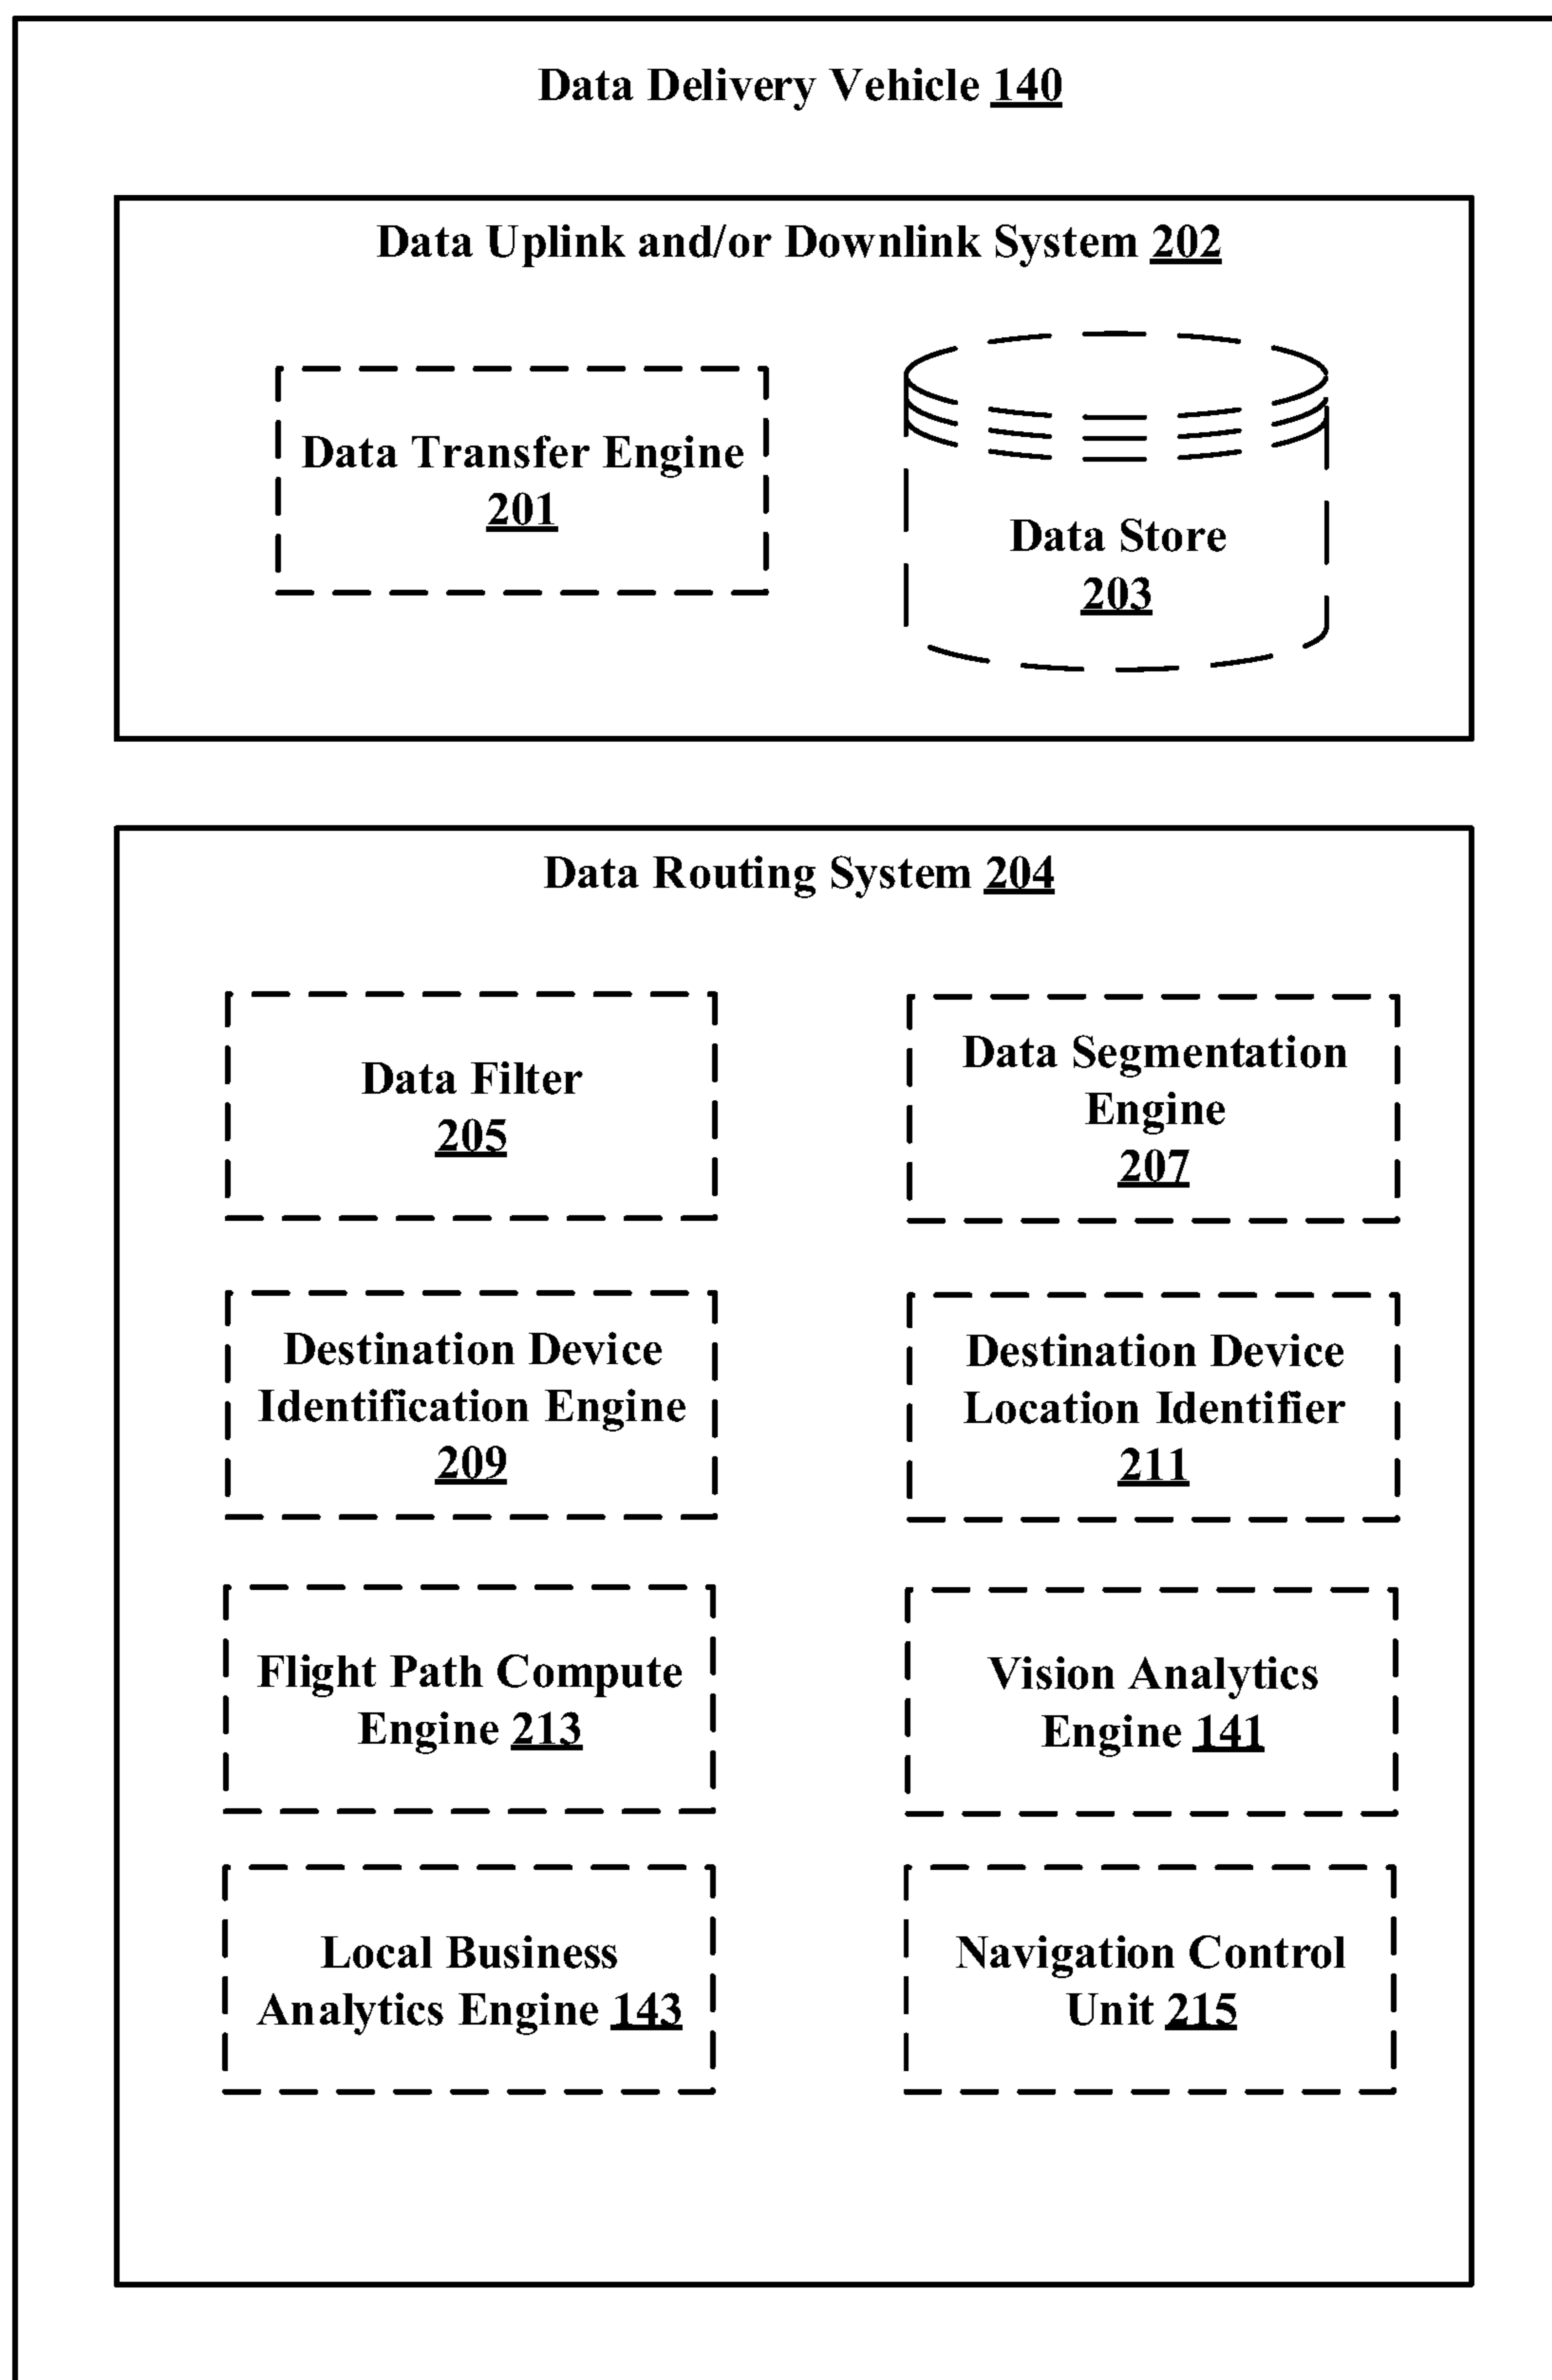 Data Delivery Vehicle 140
Data Uplink and/or Downlink System 202
Data Transfer Engine
201
Data Store
203
Data Routing System 204
Data Filter
205
Data Segmentation
Engine
207
Destination Device
Identification Engine
209
Destination Device
Location Identifier
211
Flight Path Compute
Engine 213
Vision Analytics
Engine 141
Local Business
Analytics Engine 143
Navigation Control
Unit 215